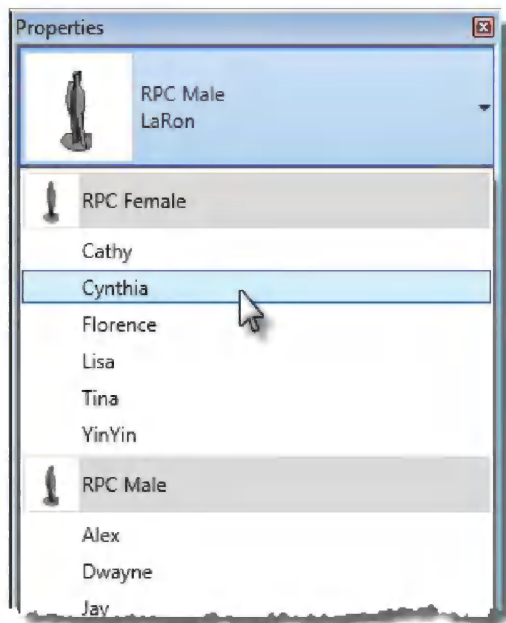 Properties
RPC Male
LaRon
RPC Female
Cathy
Cynthia
Florence
Lisa
Tina
YinYin
RPC Male
Alex
Dwayne
Jay